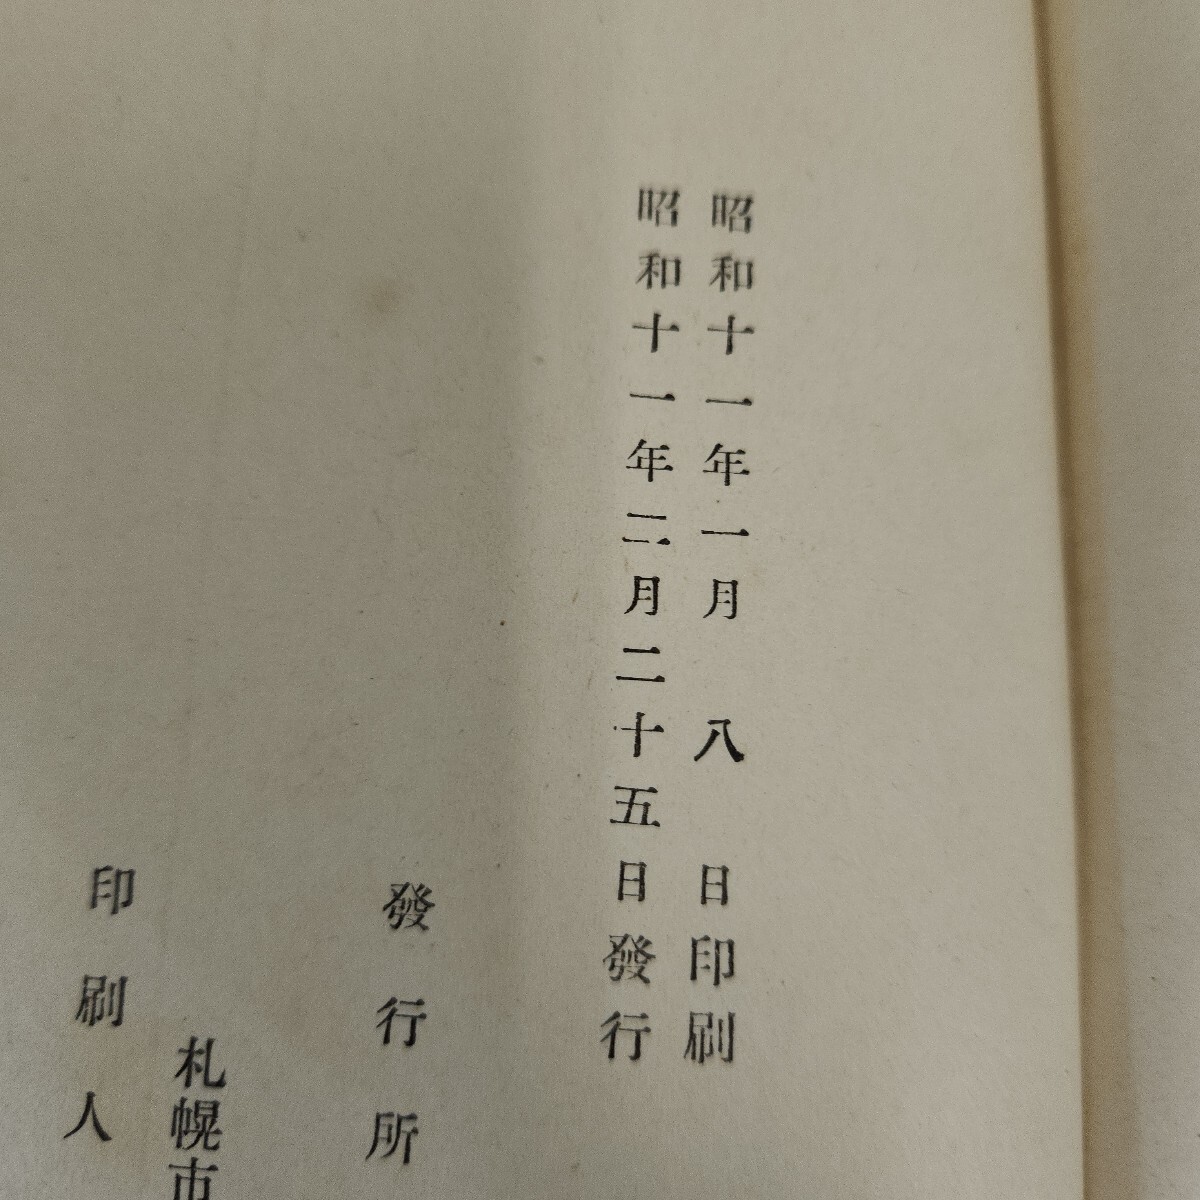 昭和十一年一月　八　日印刷
昭和十一年三月二十五日發行
發行所
札幌市
印刷人